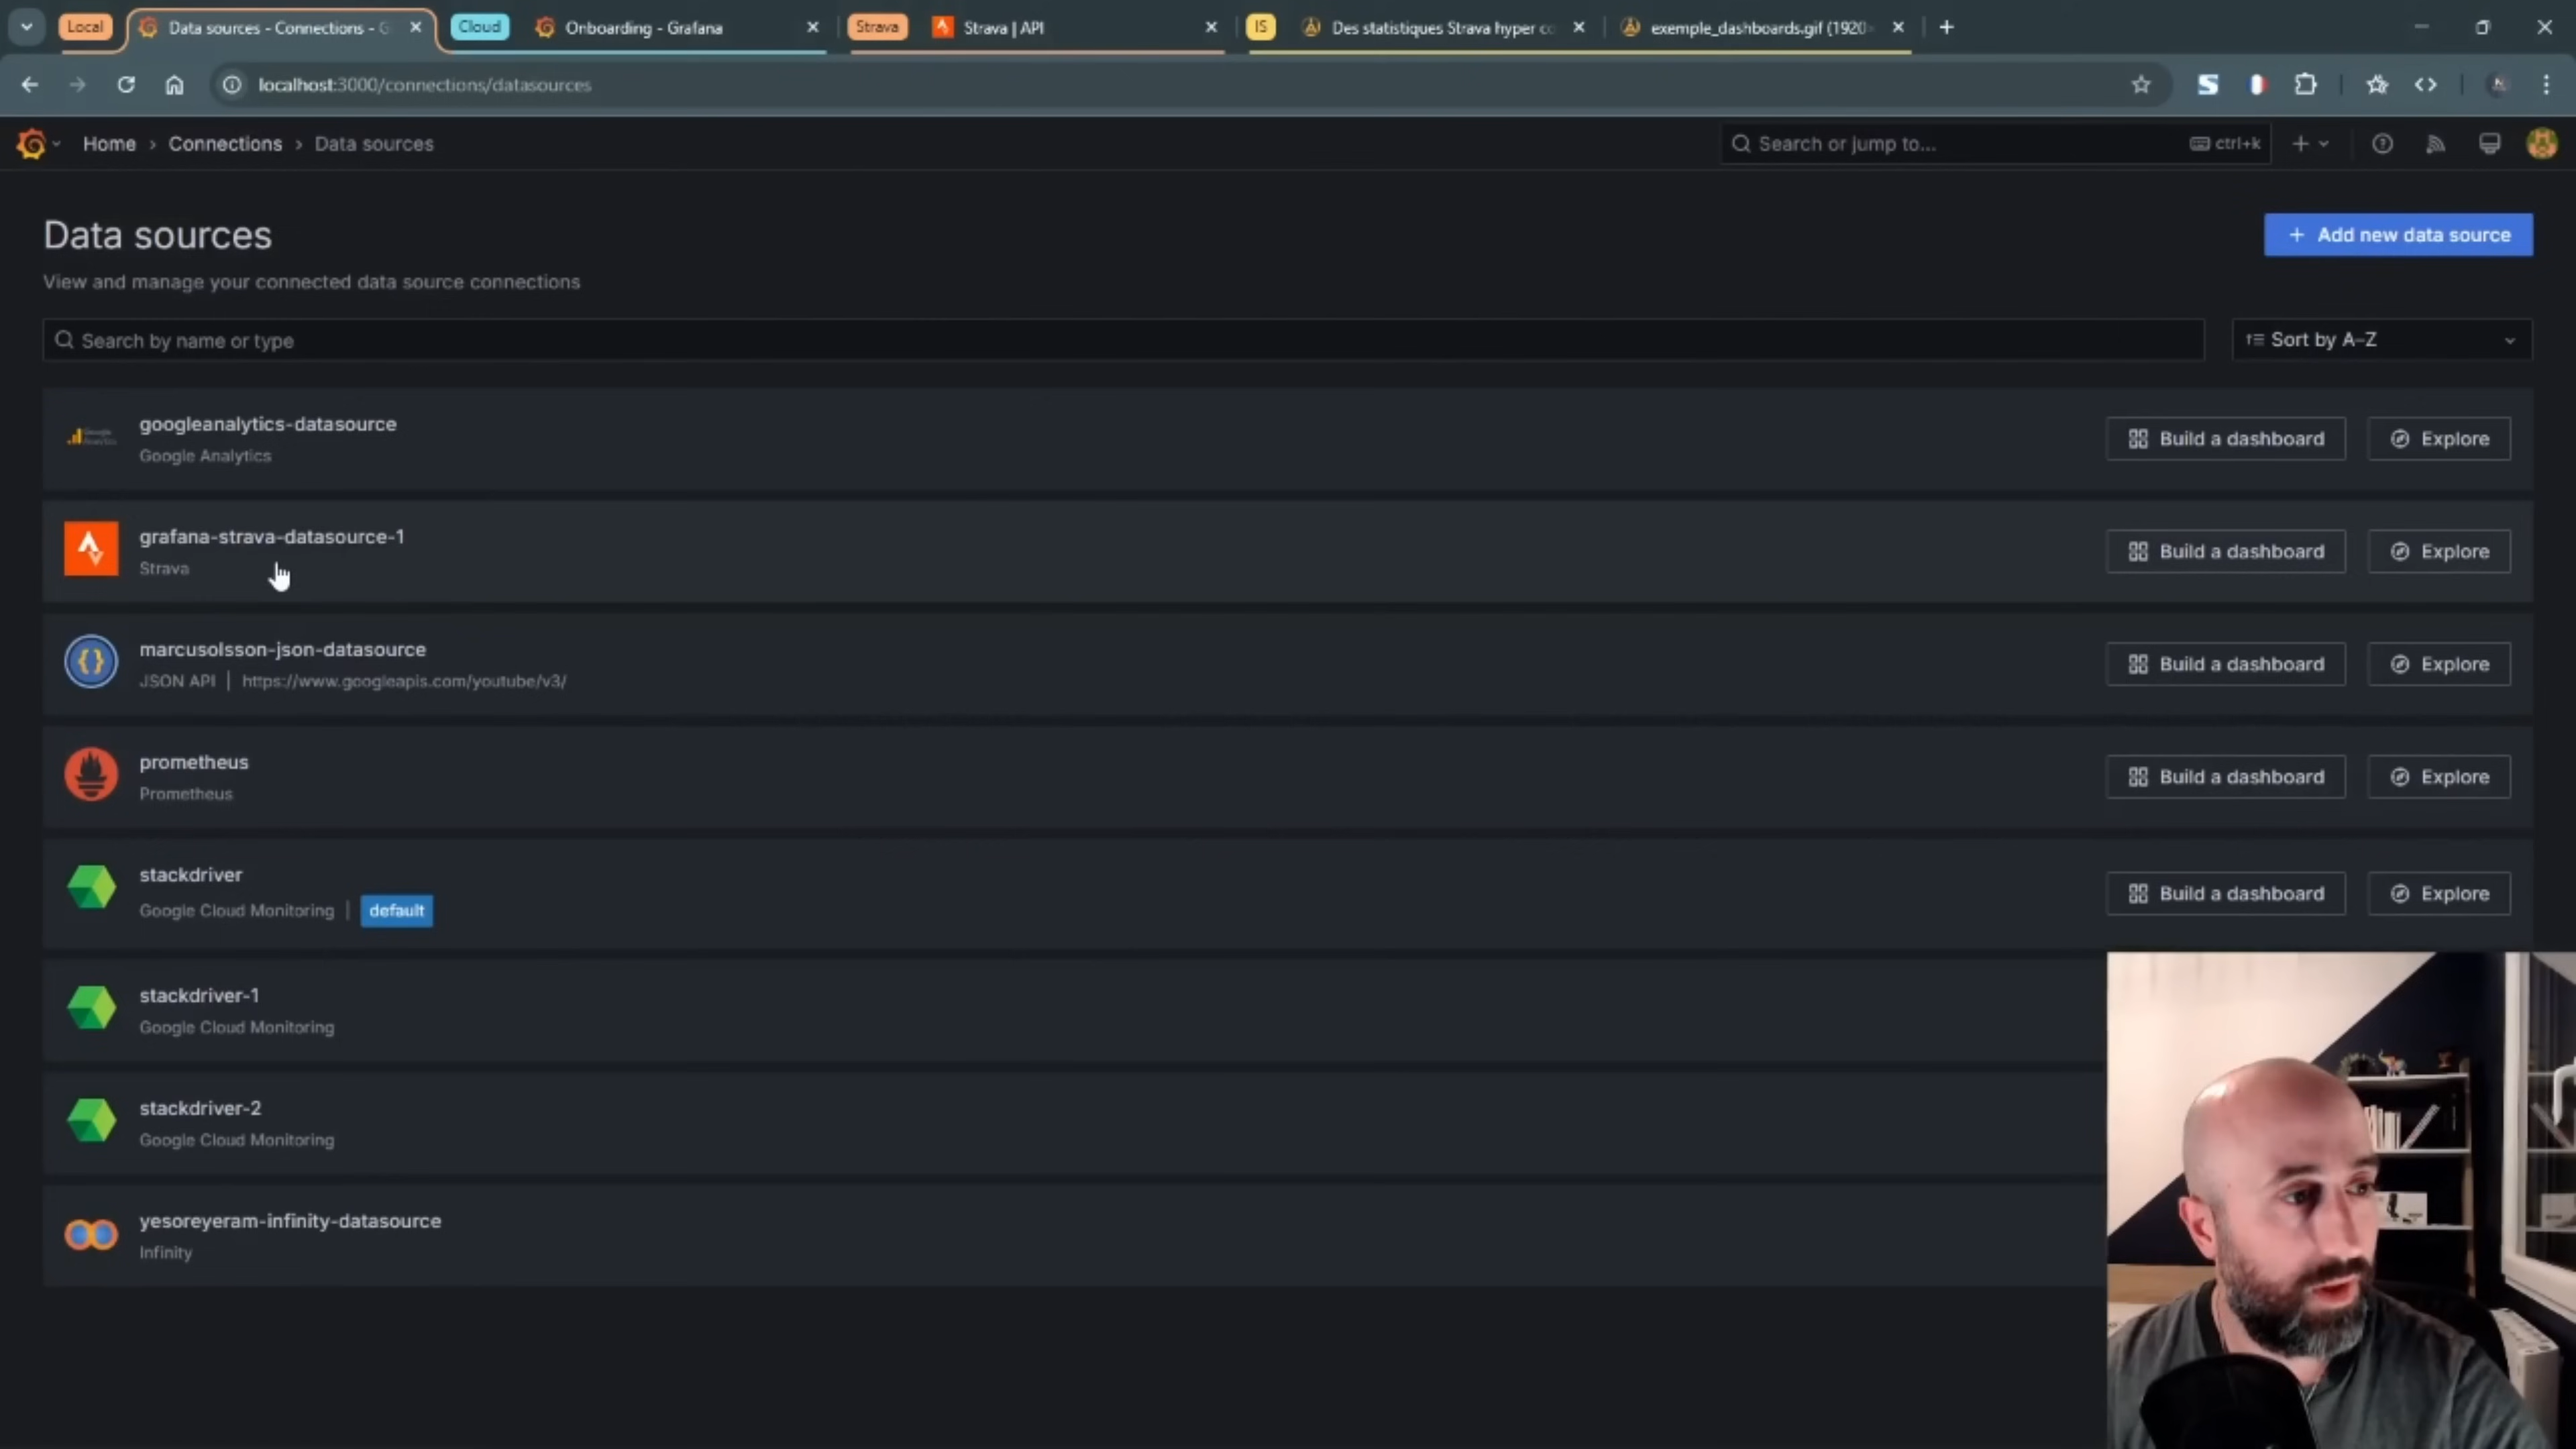 Local
Data sources - Connections - G
Cloud
Onboarding - Grafana
Strava
Strava | API
IS
Des statistiques Strava hyper co
exemple_dashboards.gif (1920×
localhost:3000/connections/datasources
Home › Connections › Data sources
Search or jump to...
ctrl+k
Data sources
+ Add new data source
View and manage your connected data source connections
Search by name or type
Sort by A–Z
googleanalytics-datasource
Google Analytics
Build a dashboard
Explore
grafana-strava-datasource-1
Strava
Build a dashboard
Explore
marcusolsson-json-datasource
JSON API | https://www.googleapis.com/youtube/v3/
Build a dashboard
Explore
prometheus
Prometheus
Build a dashboard
Explore
stackdriver
Google Cloud Monitoring | default
Build a dashboard
Explore
stackdriver-1
Google Cloud Monitoring
stackdriver-2
Google Cloud Monitoring
yesoreyeram-infinity-datasource
Infinity